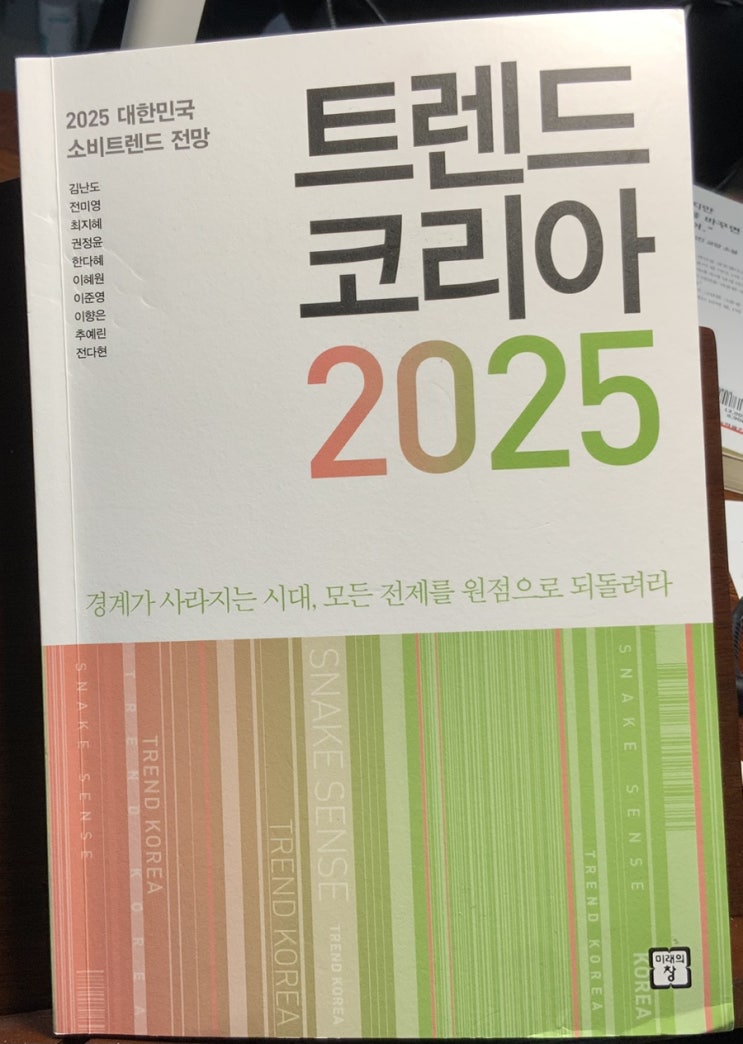 2025 대한민국
소비트렌드 전망
김난도
전미영
최지혜
권정윤
한다혜
이혜원
이준영
이향은
추예린
전다현
트렌드
코리아
2025
경계가 사라지는 시대, 모든 전제를 원점으로 되돌려라
SNAKE SENSE
TREND KOREA
TREND KOREA
TREND KOREA
SNAKE SENSE
TREND KOREA
TREND KOREA
SNAKE SENSE
KOREA
미래의
창